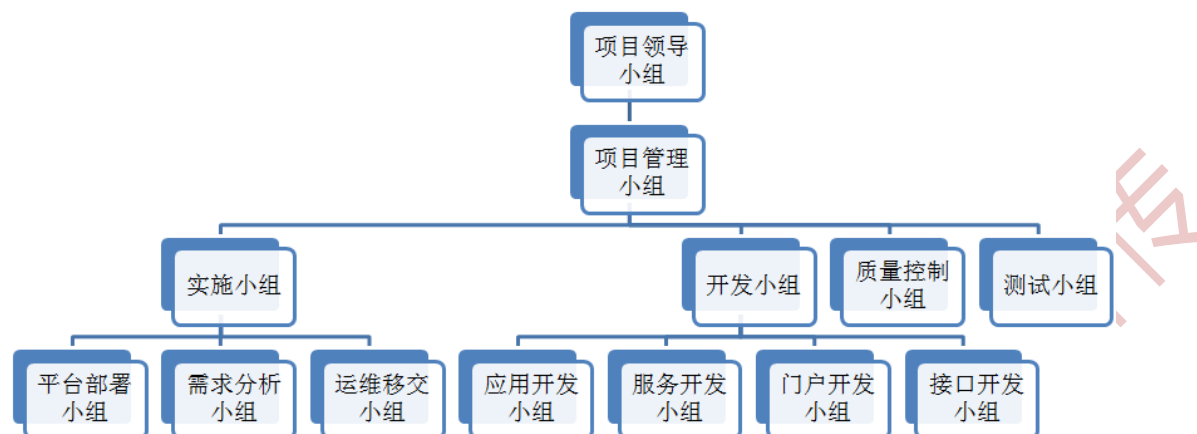 项目领导
小组
项目管理
小组
实施小组
开发小组
质量控制
小组
测试小组
平台部署
小组
需求分析
小组
运维移交
小组
应用开发
小组
服务开发
小组
门户开发
小组
接口开发
小组
传